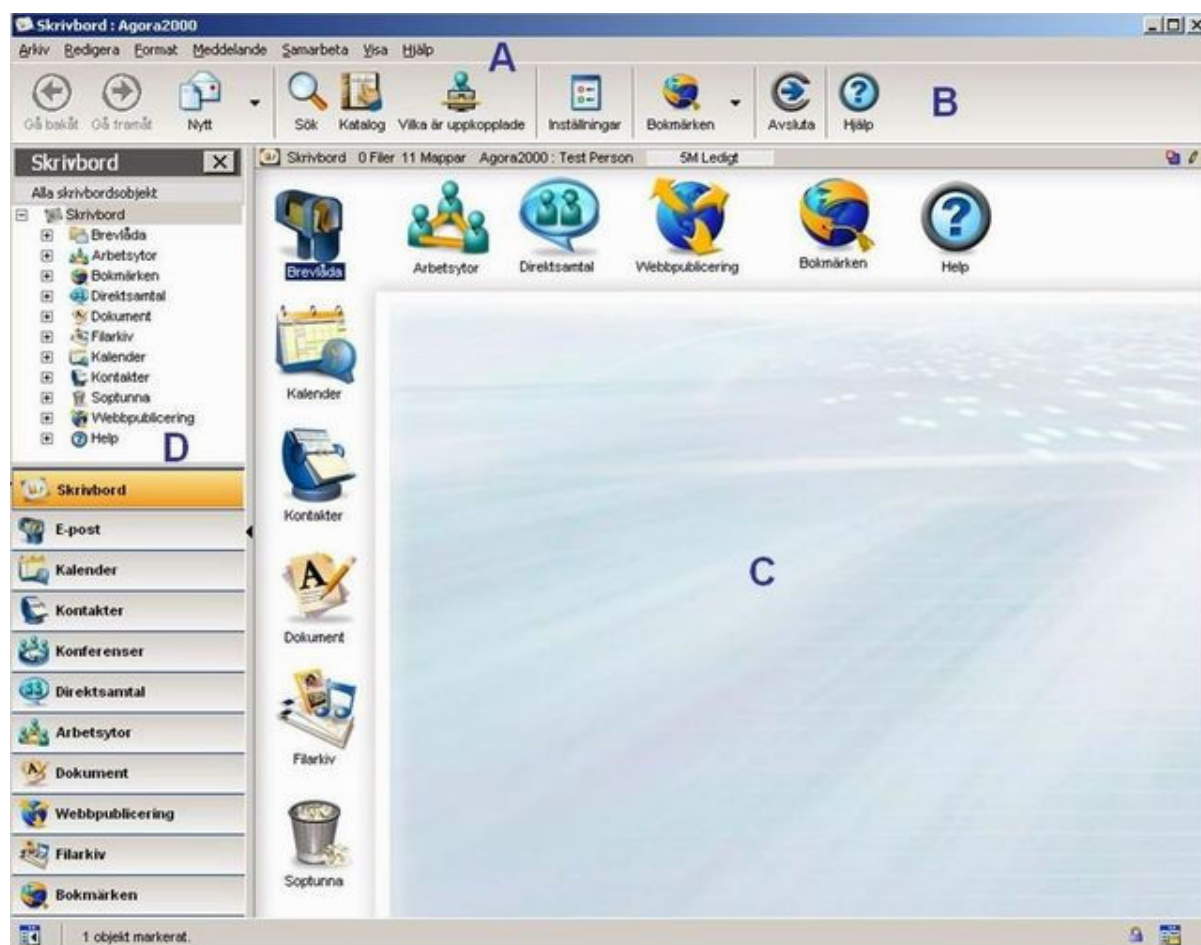 Skrivbord : Agora2000
Arkiv Redigera Format Meddelande Samarbeta Visa Hjälp
A
Gå bakåt Gå framåt Nytt Sök Katalog Vilka är uppkopplade Inställningar Bokmärken Avsluta Hjälp
B
Skrivbord
Alla skrivbordsobjekt
Skrivbord
Brevlåda
Arbetsytor
Bokmärken
Direktsamtal
Dokument
Filarkiv
Kalender
Kontakter
Soptunna
Webbpublicering
Help
D
Skrivbord
E-post
Kalender
Kontakter
Konferenser
Direktsamtal
Arbetsytor
Dokument
Webbpublicering
Filarkiv
Bokmärken
Skrivbord 0 Filer 11 Mappar Agora2000 : Test Person 5M Ledigt
Brevlåda Arbetsytor Direktsamtal Webbpublicering Bokmärken Help
Kalender
Kontakter
Dokument
Filarkiv
Soptunna
C
1 objekt markerat.